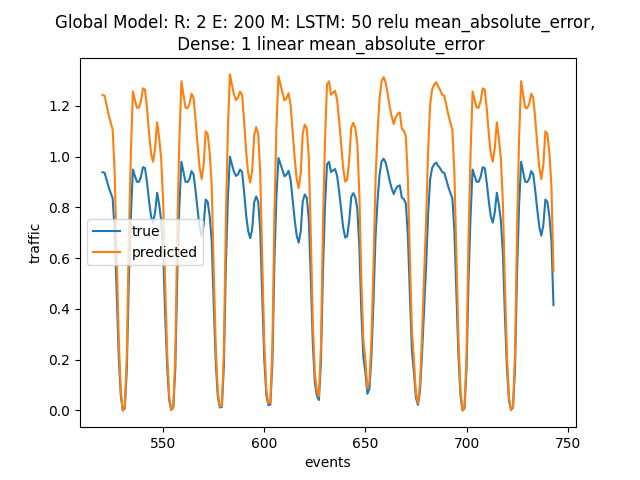 Global Model: R: 2 E: 200 M: LSTM: 50 relu mean_absolute_error,
Dense: 1 linear mean_absolute_error
traffic
1.2
1.0
0.8
0.6
0.4
0.2
0.0
true
predicted
550
600
650
700
750
events